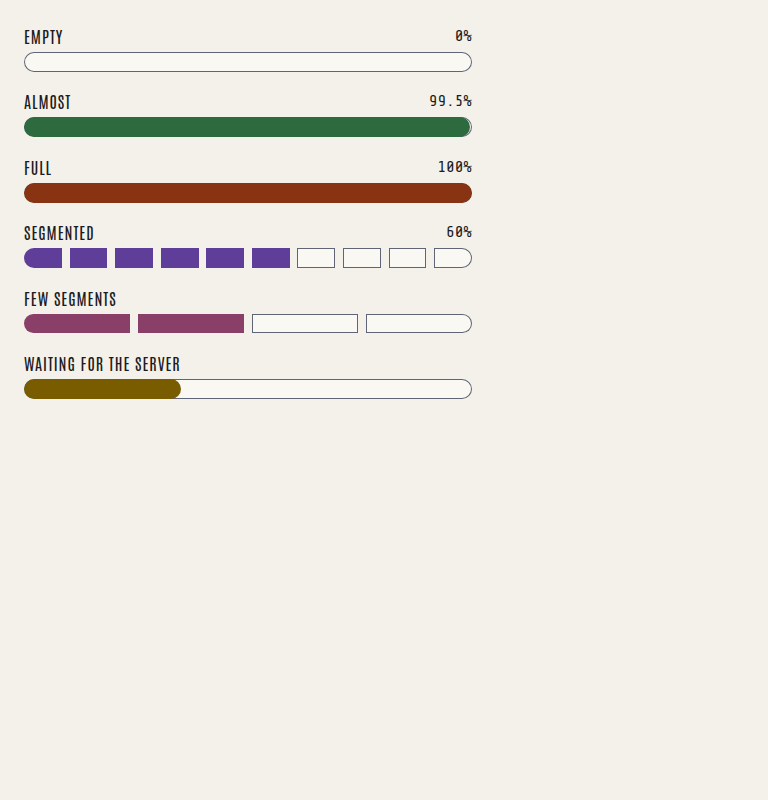 EMPTY 0%
ALMOST 99.5%
FULL 100%
SEGMENTED 60%
FEW SEGMENTS
WAITING FOR THE SERVER